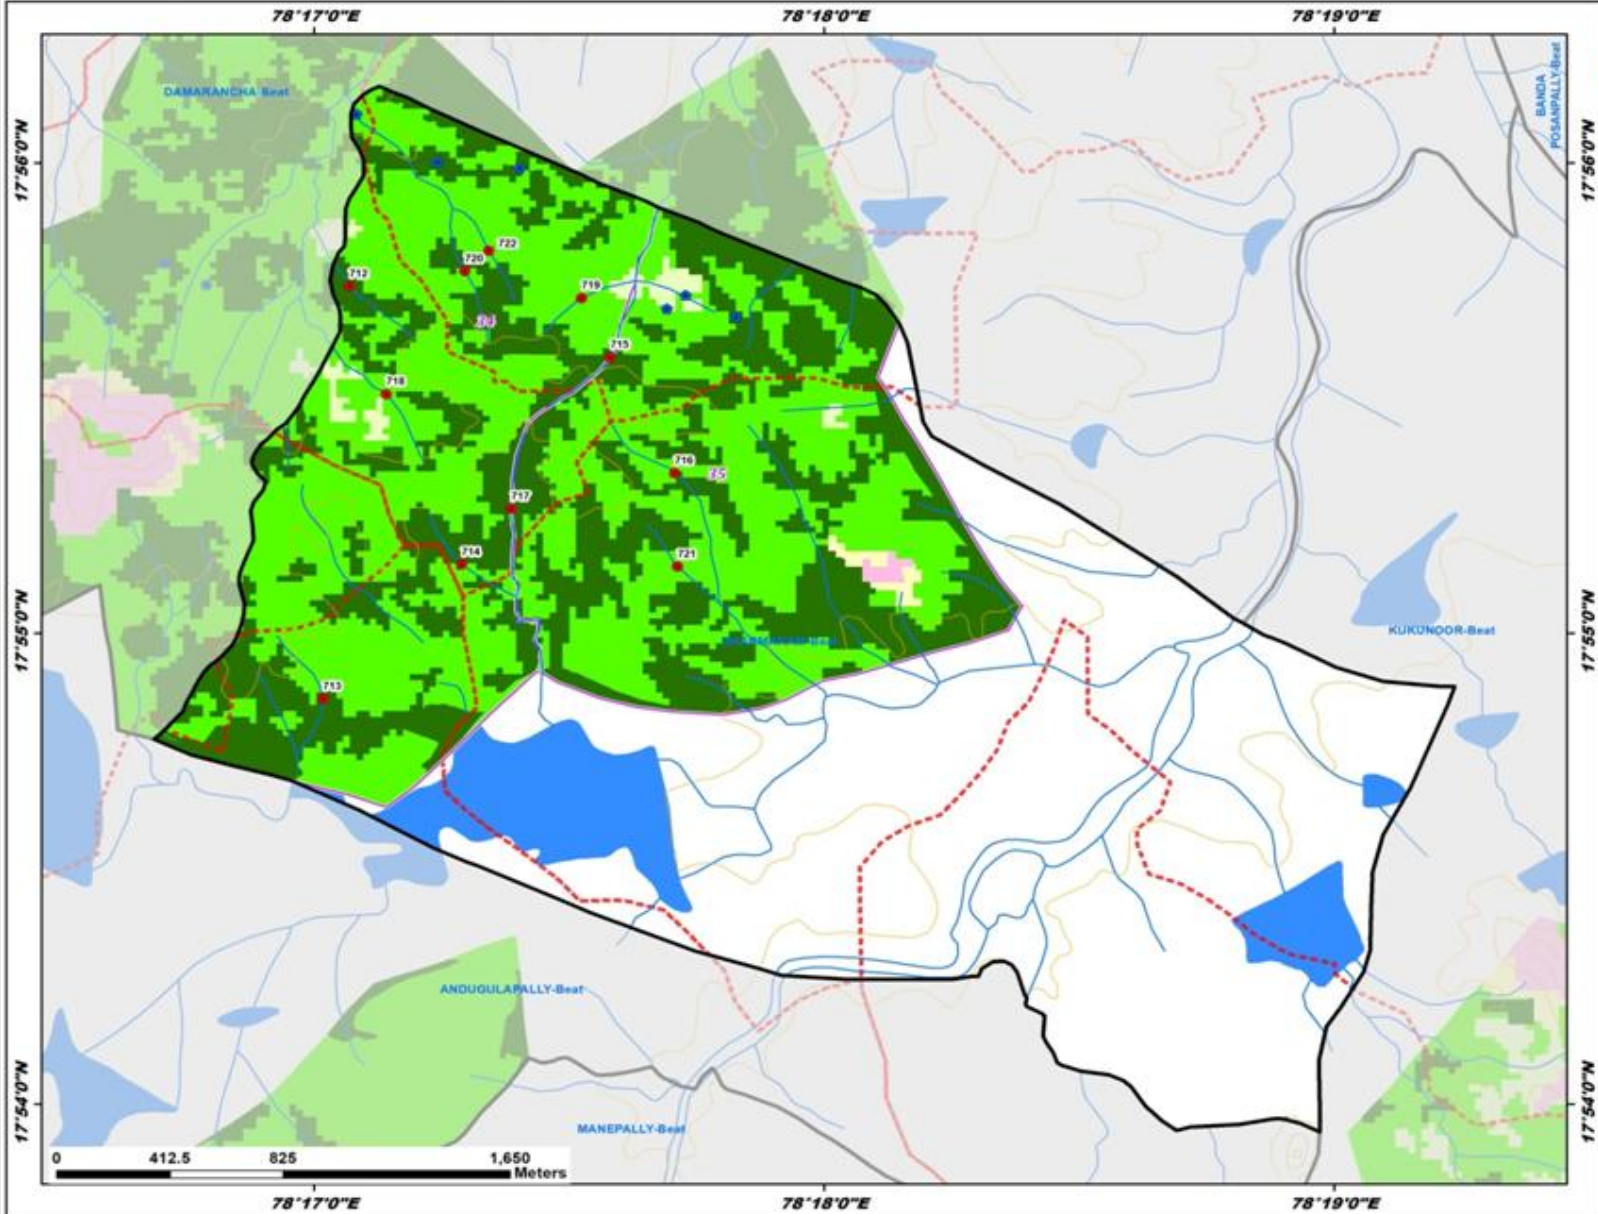 78°17'0"E 78°18'0"E 78°19'0"E
DAMARANCHA Beat
BANDA
POSANPALLY-Beat
17°56'0"N 17°56'0"N
722
720
712
719
34
715
718
716
35
717
714
721
17°55'0"N 17°55'0"N
KUKUNOOR-Beat
713
ANDUGULAPALLY-Beat
17°54'0"N 17°54'0"N
MANEPALLY-Beat
0 412.5 825 1,650
Meters
78°17'0"E 78°18'0"E 78°19'0"E